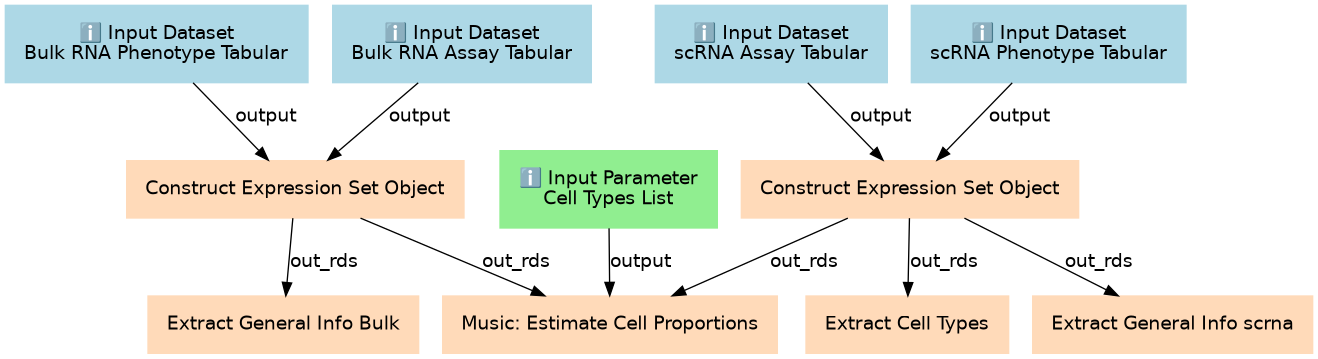 ℹ️ Input Dataset
Bulk RNA Phenotype Tabular
ℹ️ Input Dataset
Bulk RNA Assay Tabular
ℹ️ Input Dataset
scRNA Assay Tabular
ℹ️ Input Dataset
scRNA Phenotype Tabular
output
output
output
output
Construct Expression Set Object
ℹ️ Input Parameter
Cell Types List
Construct Expression Set Object
out_rds
out_rds
output
out_rds
out_rds
out_rds
Extract General Info Bulk
Music: Estimate Cell Proportions
Extract Cell Types
Extract General Info scrna